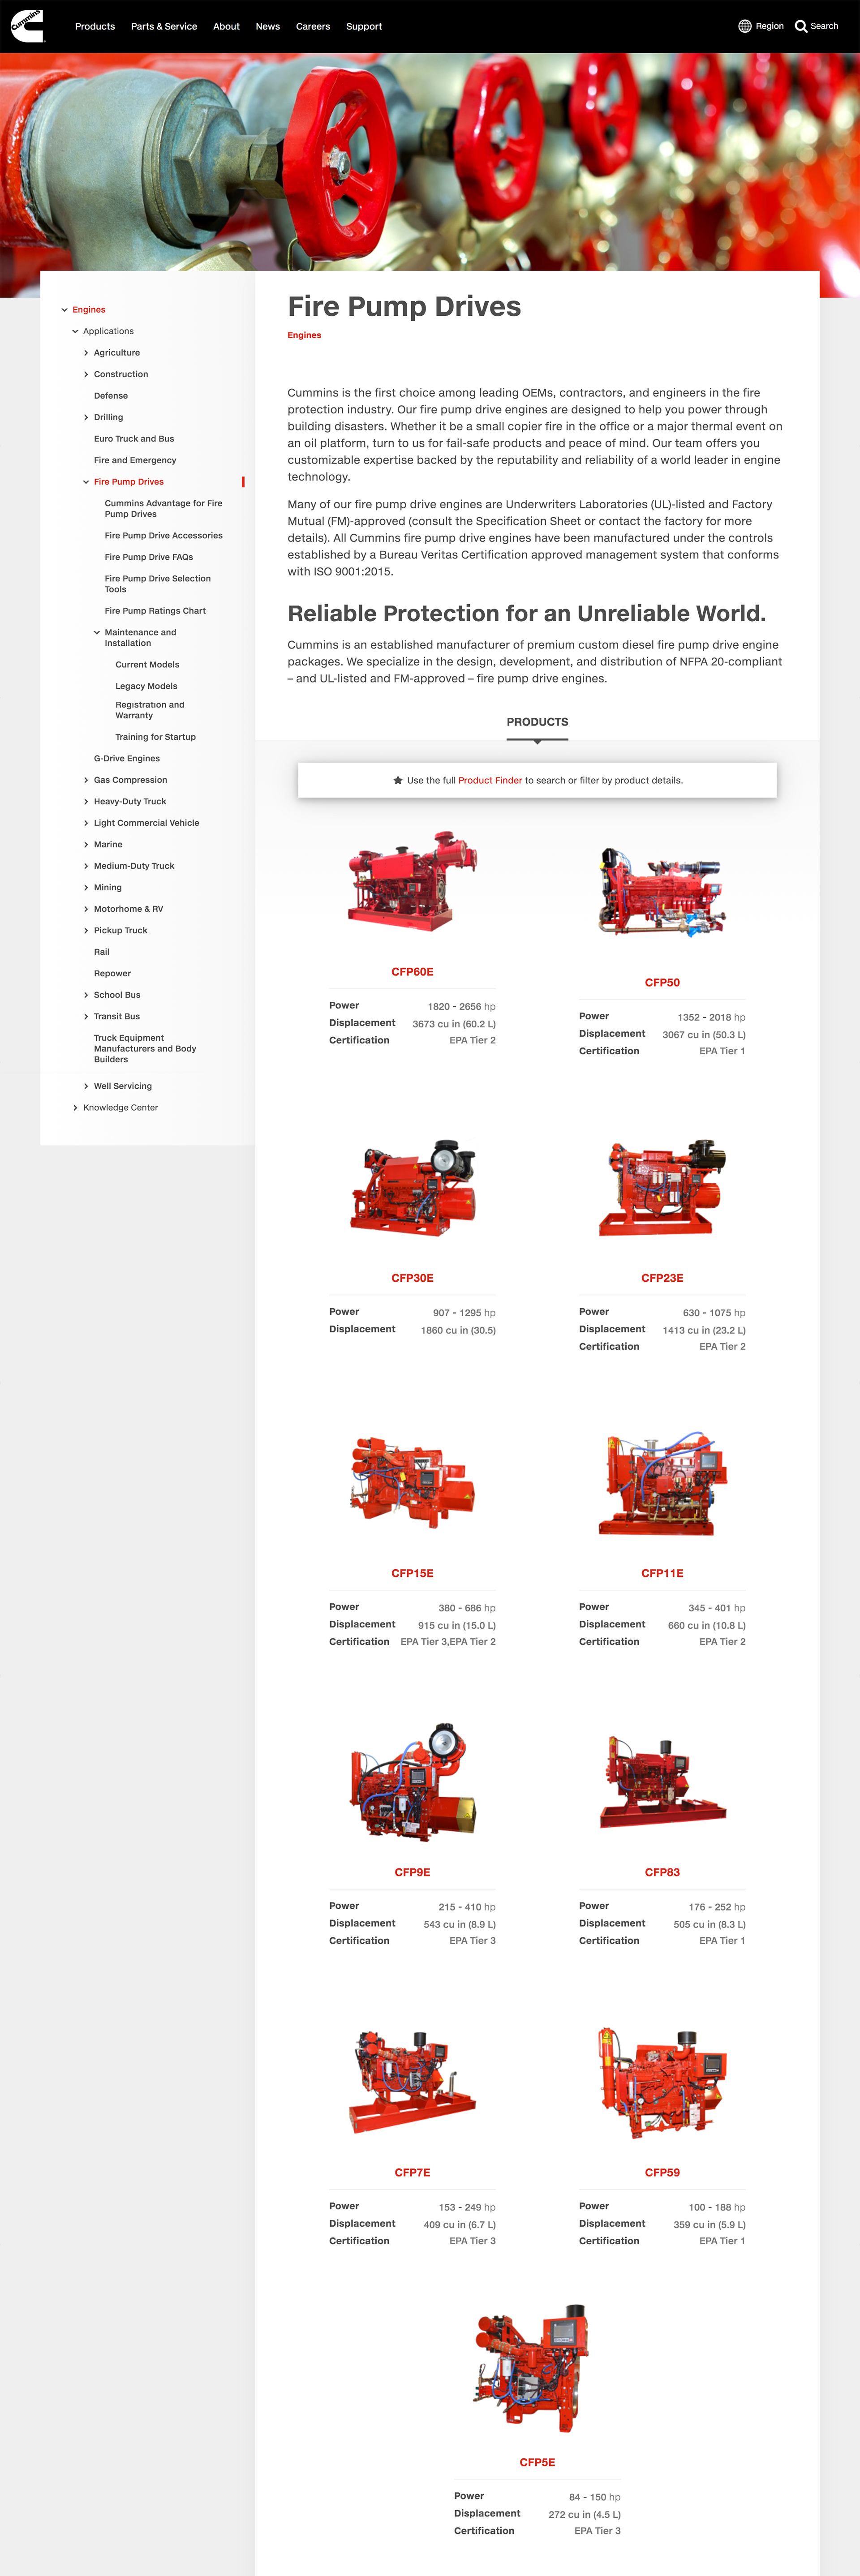 Cummins
Products
Parts & Service
About
News
Careers
Support
Region
Search
Engines
Applications
Agriculture
Construction
Defense
Drilling
Euro Truck and Bus
Fire and Emergency
Fire Pump Drives
Cummins Advantage for Fire
Pump Drives
Fire Pump Drive Accessories
Fire Pump Drive FAQs
Fire Pump Drive Selection
Tools
Fire Pump Ratings Chart
Maintenance and
Installation
Current Models
Legacy Models
Registration and
Warranty
Training for Startup
G-Drive Engines
Gas Compression
Heavy-Duty Truck
Light Commercial Vehicle
Marine
Medium-Duty Truck
Mining
Motorhome & RV
Pickup Truck
Rail
Repower
School Bus
Transit Bus
Truck Equipment
Manufacturers and Body
Builders
Well Servicing
Knowledge Center
Fire Pump Drives
Engines
Cummins is the first choice among leading OEMs, contractors, and engineers in the fire
protection industry. Our fire pump drive engines are designed to help you power through
building disasters. Whether it be a small copier fire in the office or a major thermal event on
an oil platform, turn to us for fail-safe products and peace of mind. Our team offers you
customizable expertise backed by the reputation and reliability of a world leader in engine
technology.
Many of our fire pump drive engines are Underwriters Laboratories (UL)-listed and Factory
Mutual (FM)-approved (consult the Specification Sheet or contact the factory for more
details). All Cummins fire pump drive engines have been manufactured under the controls
established by a Bureau Veritas Certification approved management system that conforms
with ISO 9001:2015.
Reliable Protection for an Unreliable World.
Cummins is an established manufacturer of premium custom diesel fire pump drive engine
packages. We specialize in the design, development, and distribution of NFPA 20-compliant
– and UL-listed and FM-approved – fire pump drive engines.
PRODUCTS
Use the full Product Finder to search or filter by product details.
CFP60E
Power 1820 - 2656 hp
Displacement 3673 cu in (60.2 L)
Certification EPA Tier 2
CFP50
Power 1352 - 2018 hp
Displacement 3067 cu in (50.3 L)
Certification EPA Tier 1
CFP30E
Power 907 - 1295 hp
Displacement 1860 cu in (30.5)
CFP23E
Power 630 - 1075 hp
Displacement 1413 cu in (23.2 L)
Certification EPA Tier 2
CFP15E
Power 380 - 686 hp
Displacement 915 cu in (15.0 L)
Certification EPA Tier 3,EPA Tier 2
CFP11E
Power 345 - 401 hp
Displacement 660 cu in (10.8 L)
Certification EPA Tier 2
CFP9E
Power 215 - 410 hp
Displacement 543 cu in (8.9 L)
Certification EPA Tier 3
CFP83
Power 176 - 252 hp
Displacement 505 cu in (8.3 L)
Certification EPA Tier 1
CFP7E
Power 153 - 249 hp
Displacement 409 cu in (6.7 L)
Certification EPA Tier 3
CFP59
Power 100 - 188 hp
Displacement 359 cu in (5.9 L)
Certification EPA Tier 1
CFP5E
Power 84 - 150 hp
Displacement 272 cu in (4.5 L)
Certification EPA Tier 3